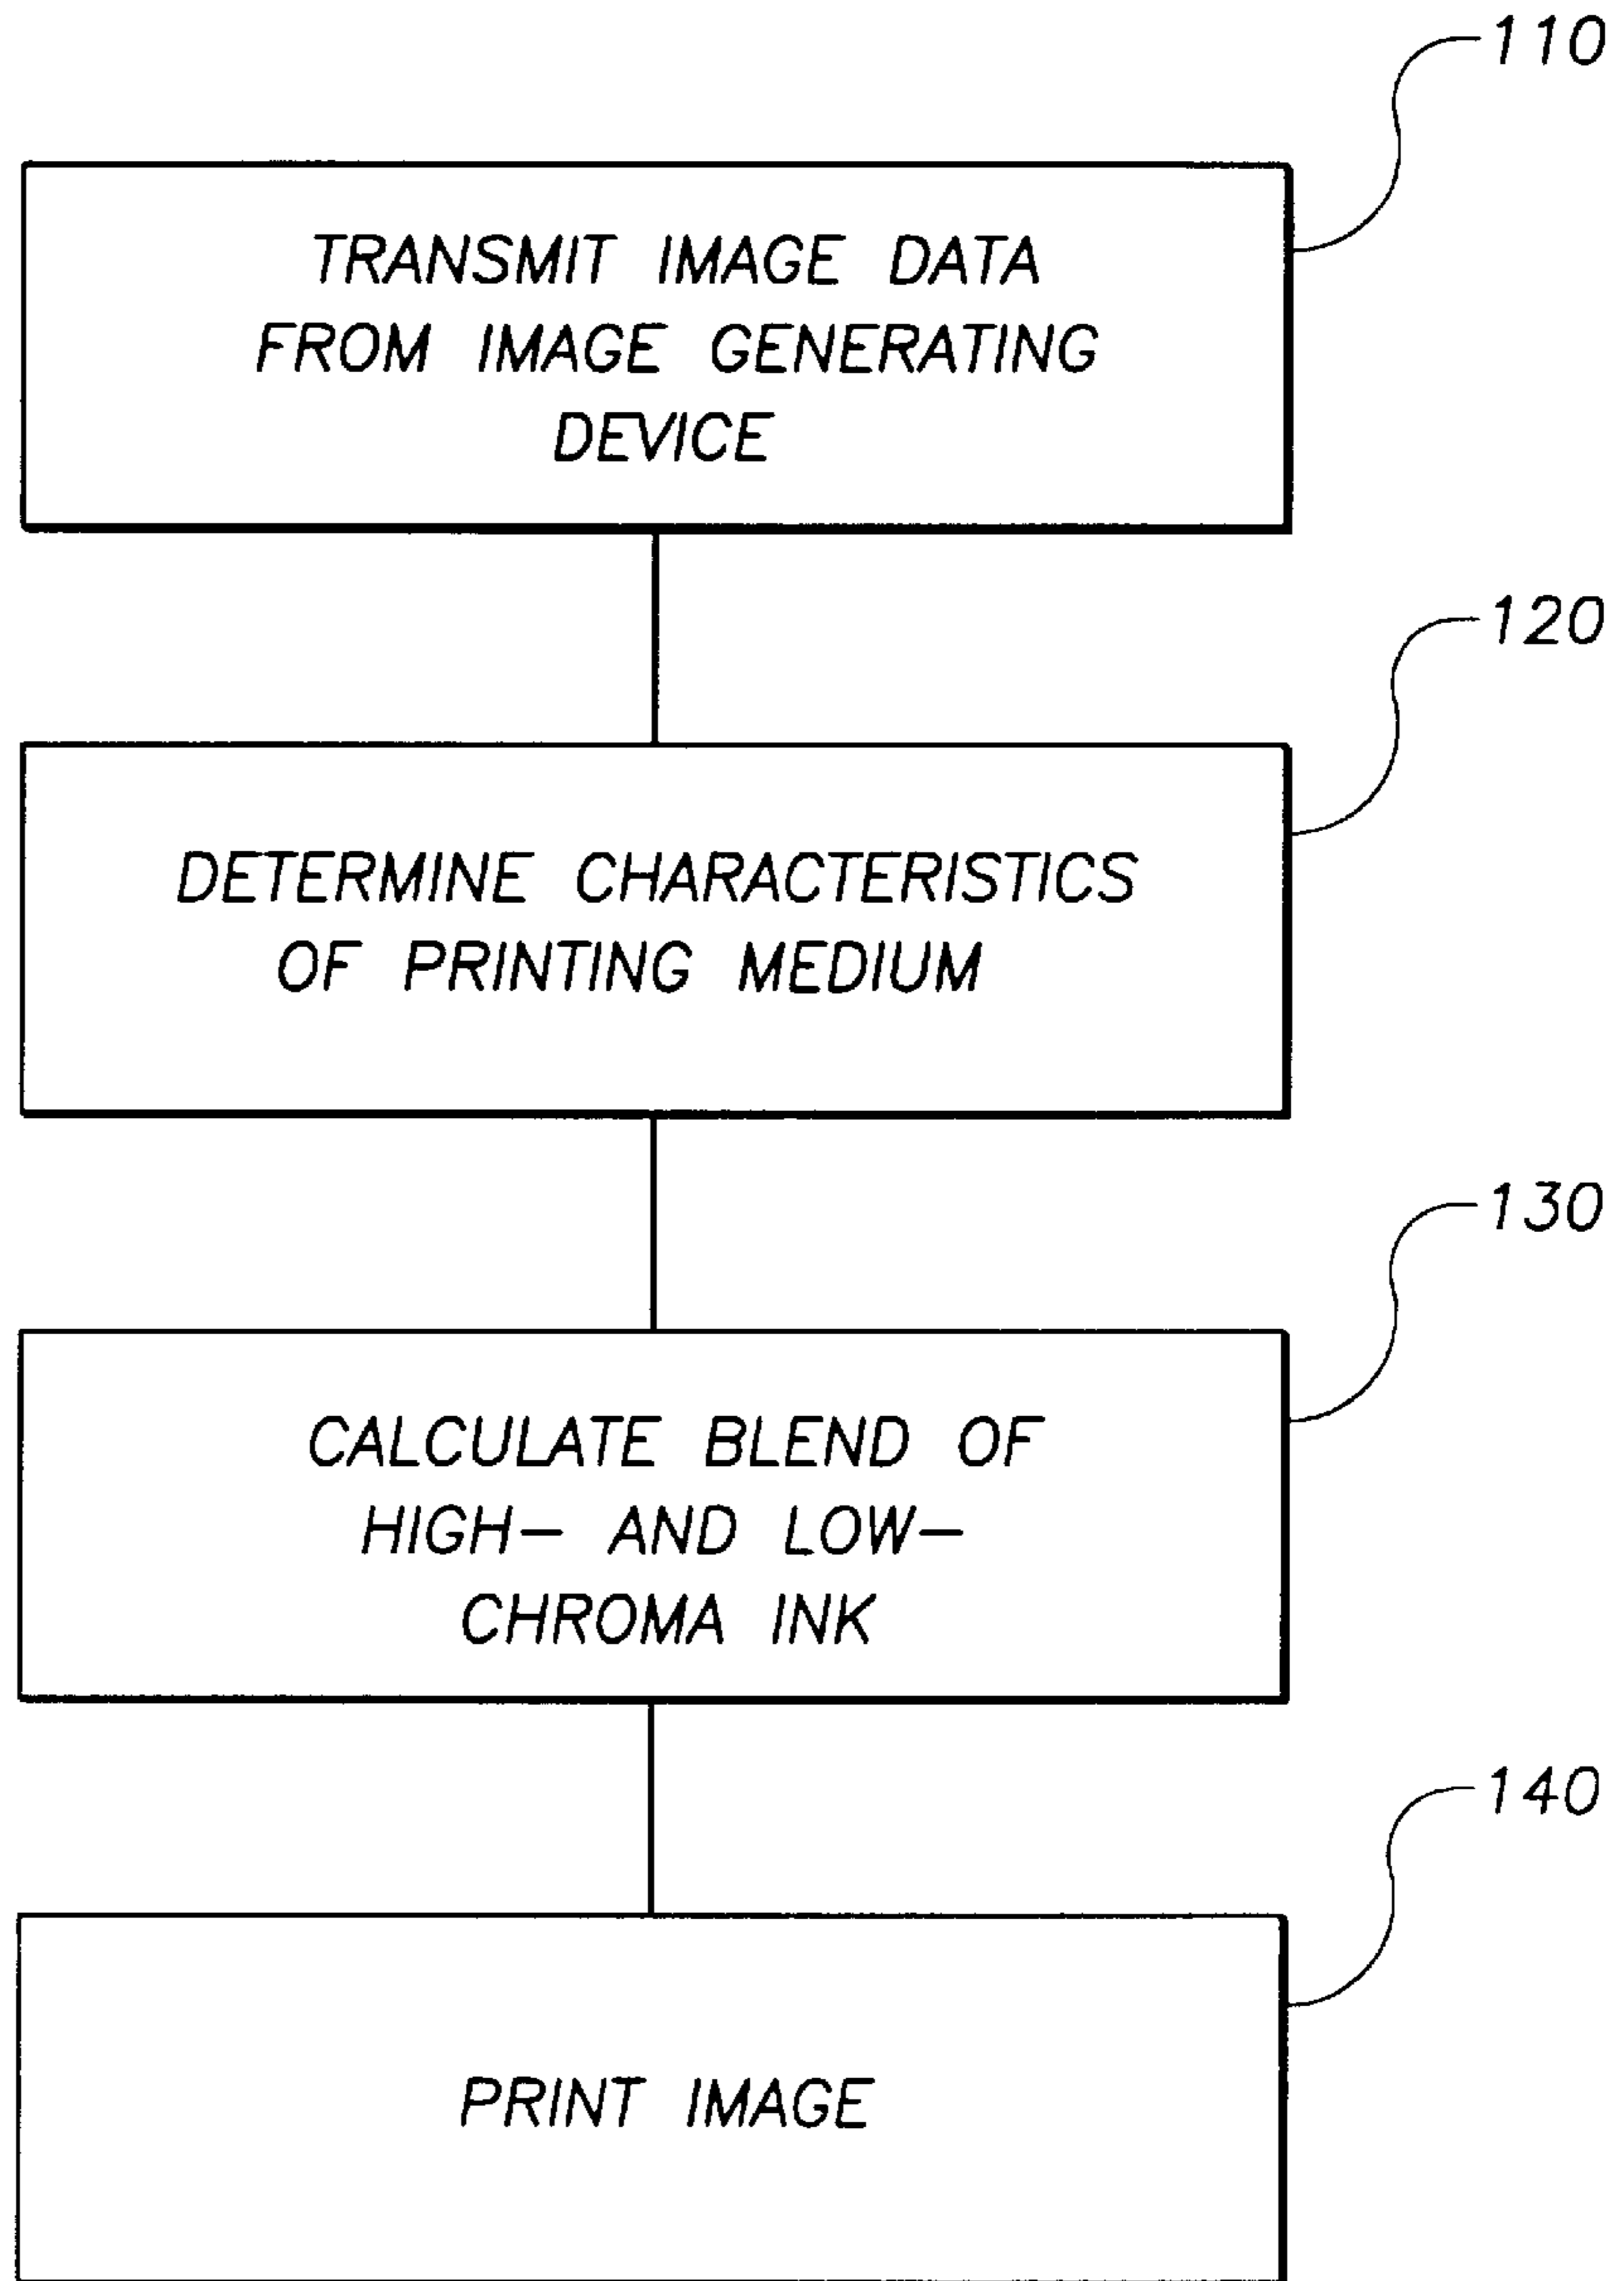 110
TRANSMIT IMAGE DATA
FROM IMAGE GENERATING
DEVICE
120
DETERMINE CHARACTERISTICS
OF PRINTING MEDIUM
130
CALCULATE BLEND OF
HIGH- AND LOW-
CHROMA INK
140
PRINT IMAGE